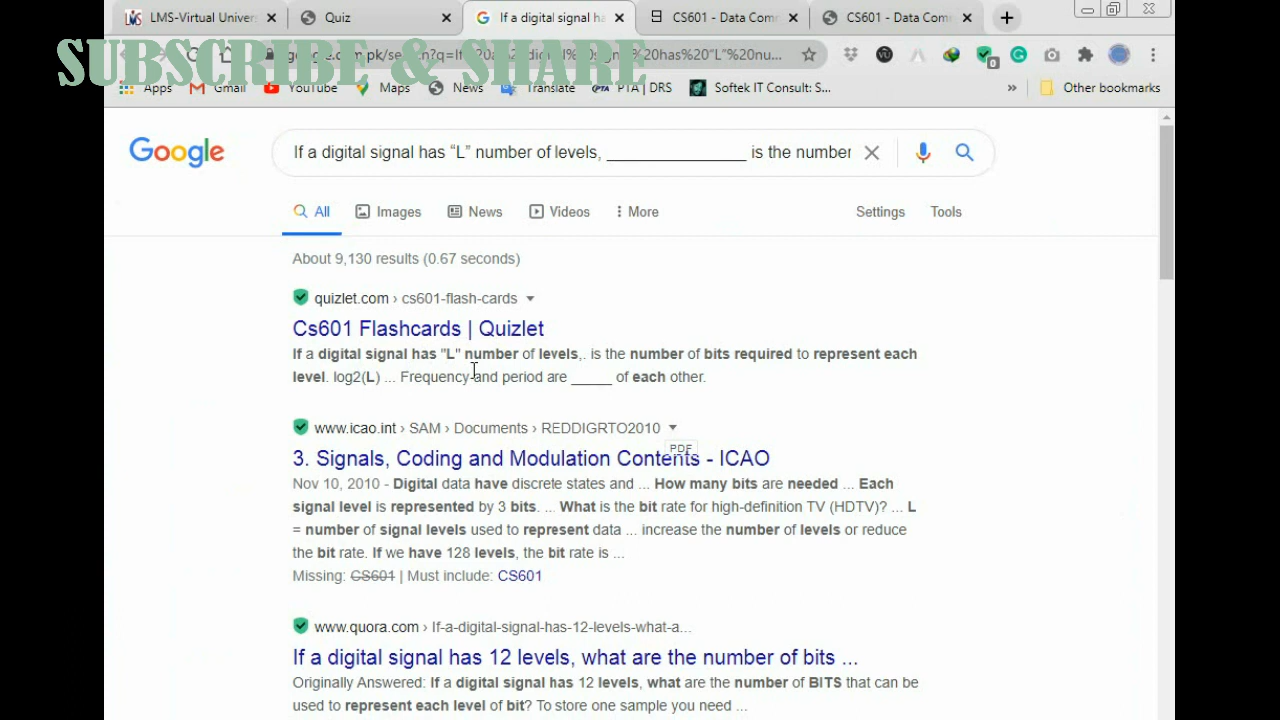 LMS-Virtual Univer
Quiz
If a digital signal ha
CS601 - Data Com
CS601 - Data Com
SUBSCRIBE & SHARE
Apps
Gmail
YouTube
Maps
News
Translate
PTA | DRS
Softek IT Consult: S...
»
Other bookmarks
Google
If a digital signal has “L” number of levels, ______________ is the number
All
Images
News
Videos
More
Settings
Tools
About 9,130 results (0.67 seconds)
quizlet.com › cs601-flash-cards
Cs601 Flashcards | Quizlet
If a digital signal has "L" number of levels,. is the number of bits required to represent each
level. log2(L) ... Frequency and period are _____ of each other.
www.icao.int › SAM › Documents › REDDIGRTO2010
PDF
3. Signals, Coding and Modulation Contents - ICAO
Nov 10, 2010 - Digital data have discrete states and ... How many bits are needed ... Each
signal level is represented by 3 bits. ... What is the bit rate for high-definition TV (HDTV)? ... L
= number of signal levels used to represent data ... increase the number of levels or reduce
the bit rate. If we have 128 levels, the bit rate is ...
Missing: CS601 | Must include: CS601
www.quora.com › If-a-digital-signal-has-12-levels-what-a...
If a digital signal has 12 levels, what are the number of bits ...
Originally Answered: If a digital signal has 12 levels, what are the number of BITS that can be
used to represent each level of bit? To store one sample you need ...